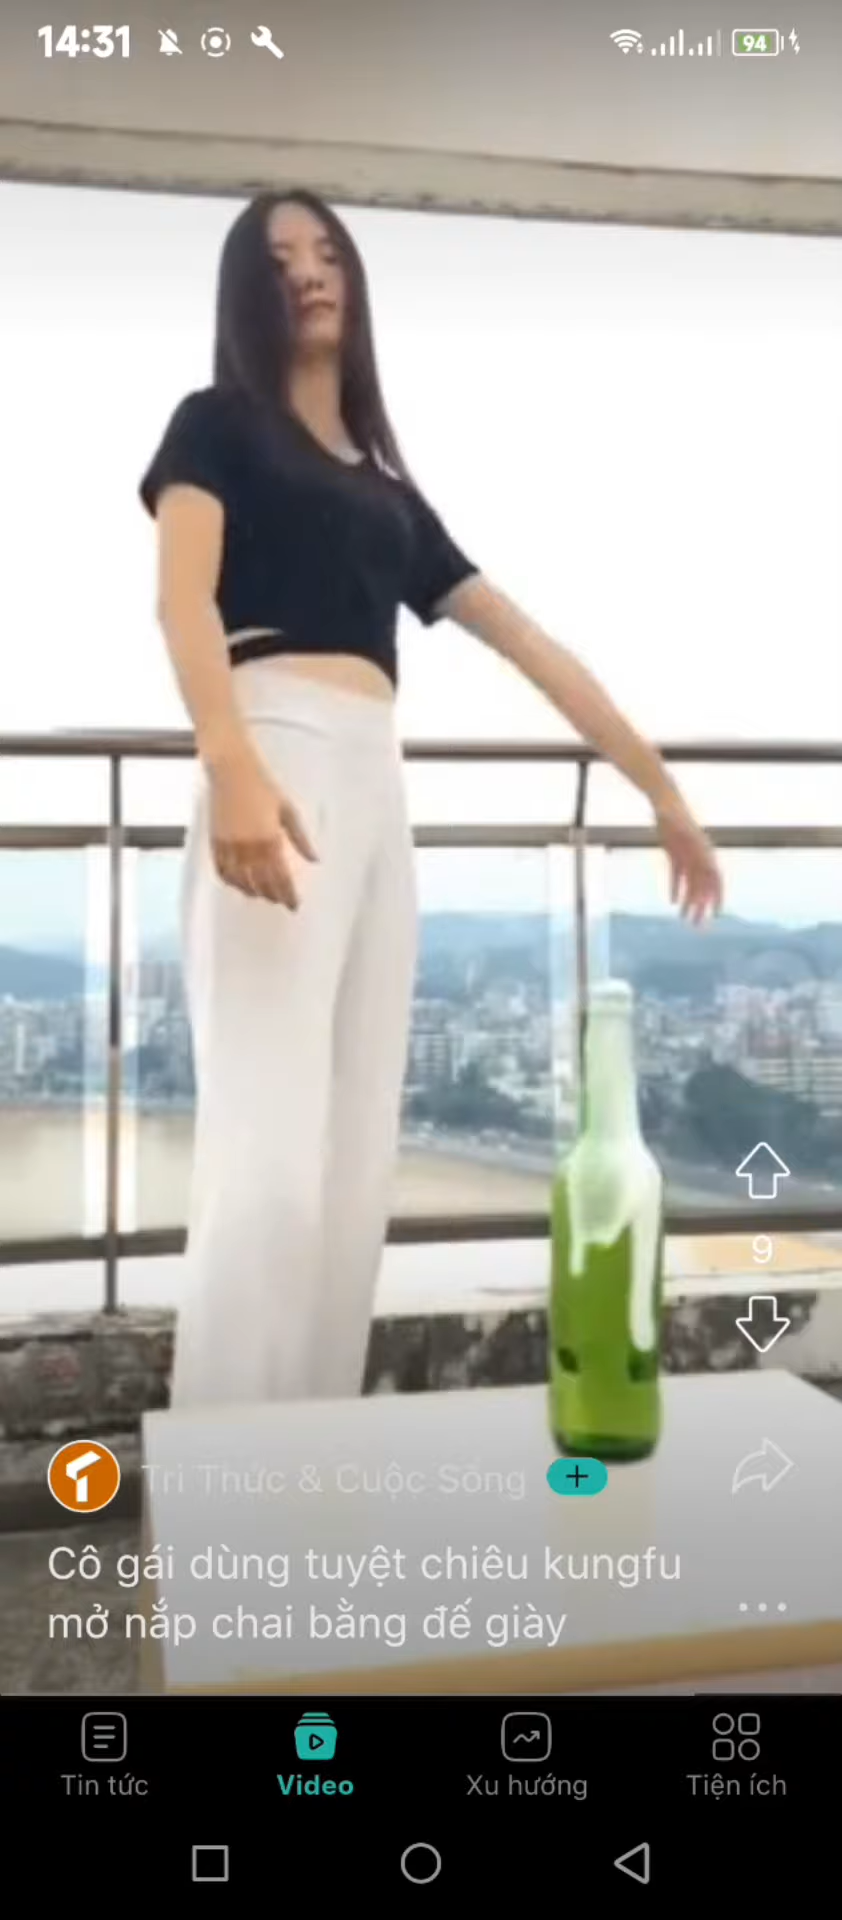 14:31
94
9
Tri Thức & Cuộc Sống
Cô gái dùng tuyệt chiêu kungfu
mở nắp chai bằng đế giày
Tin tức
Video
Xu hướng
Tiện ích